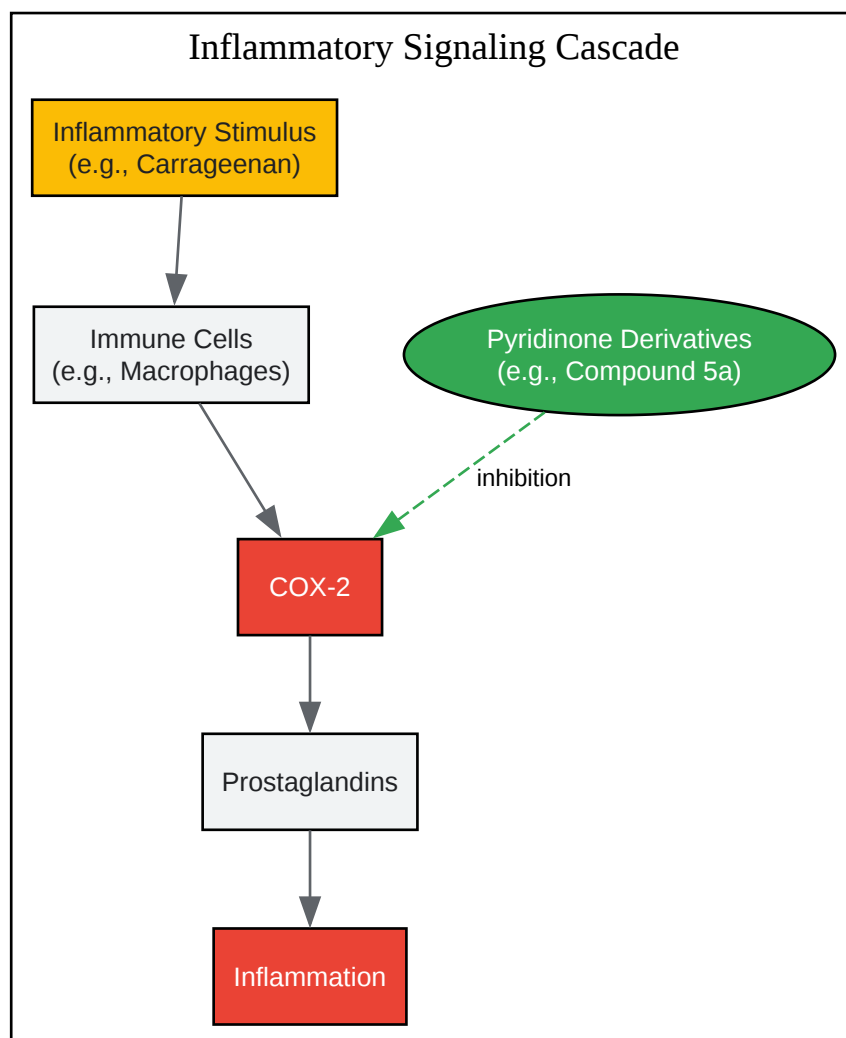 Inflammatory Signaling Cascade
Inflammatory Stimulus
(e.g., Carrageenan)
Immune Cells
(e.g., Macrophages)
Pyridinone Derivatives
(e.g., Compound 5a)
inhibition
COX-2
Prostaglandins
Inflammation